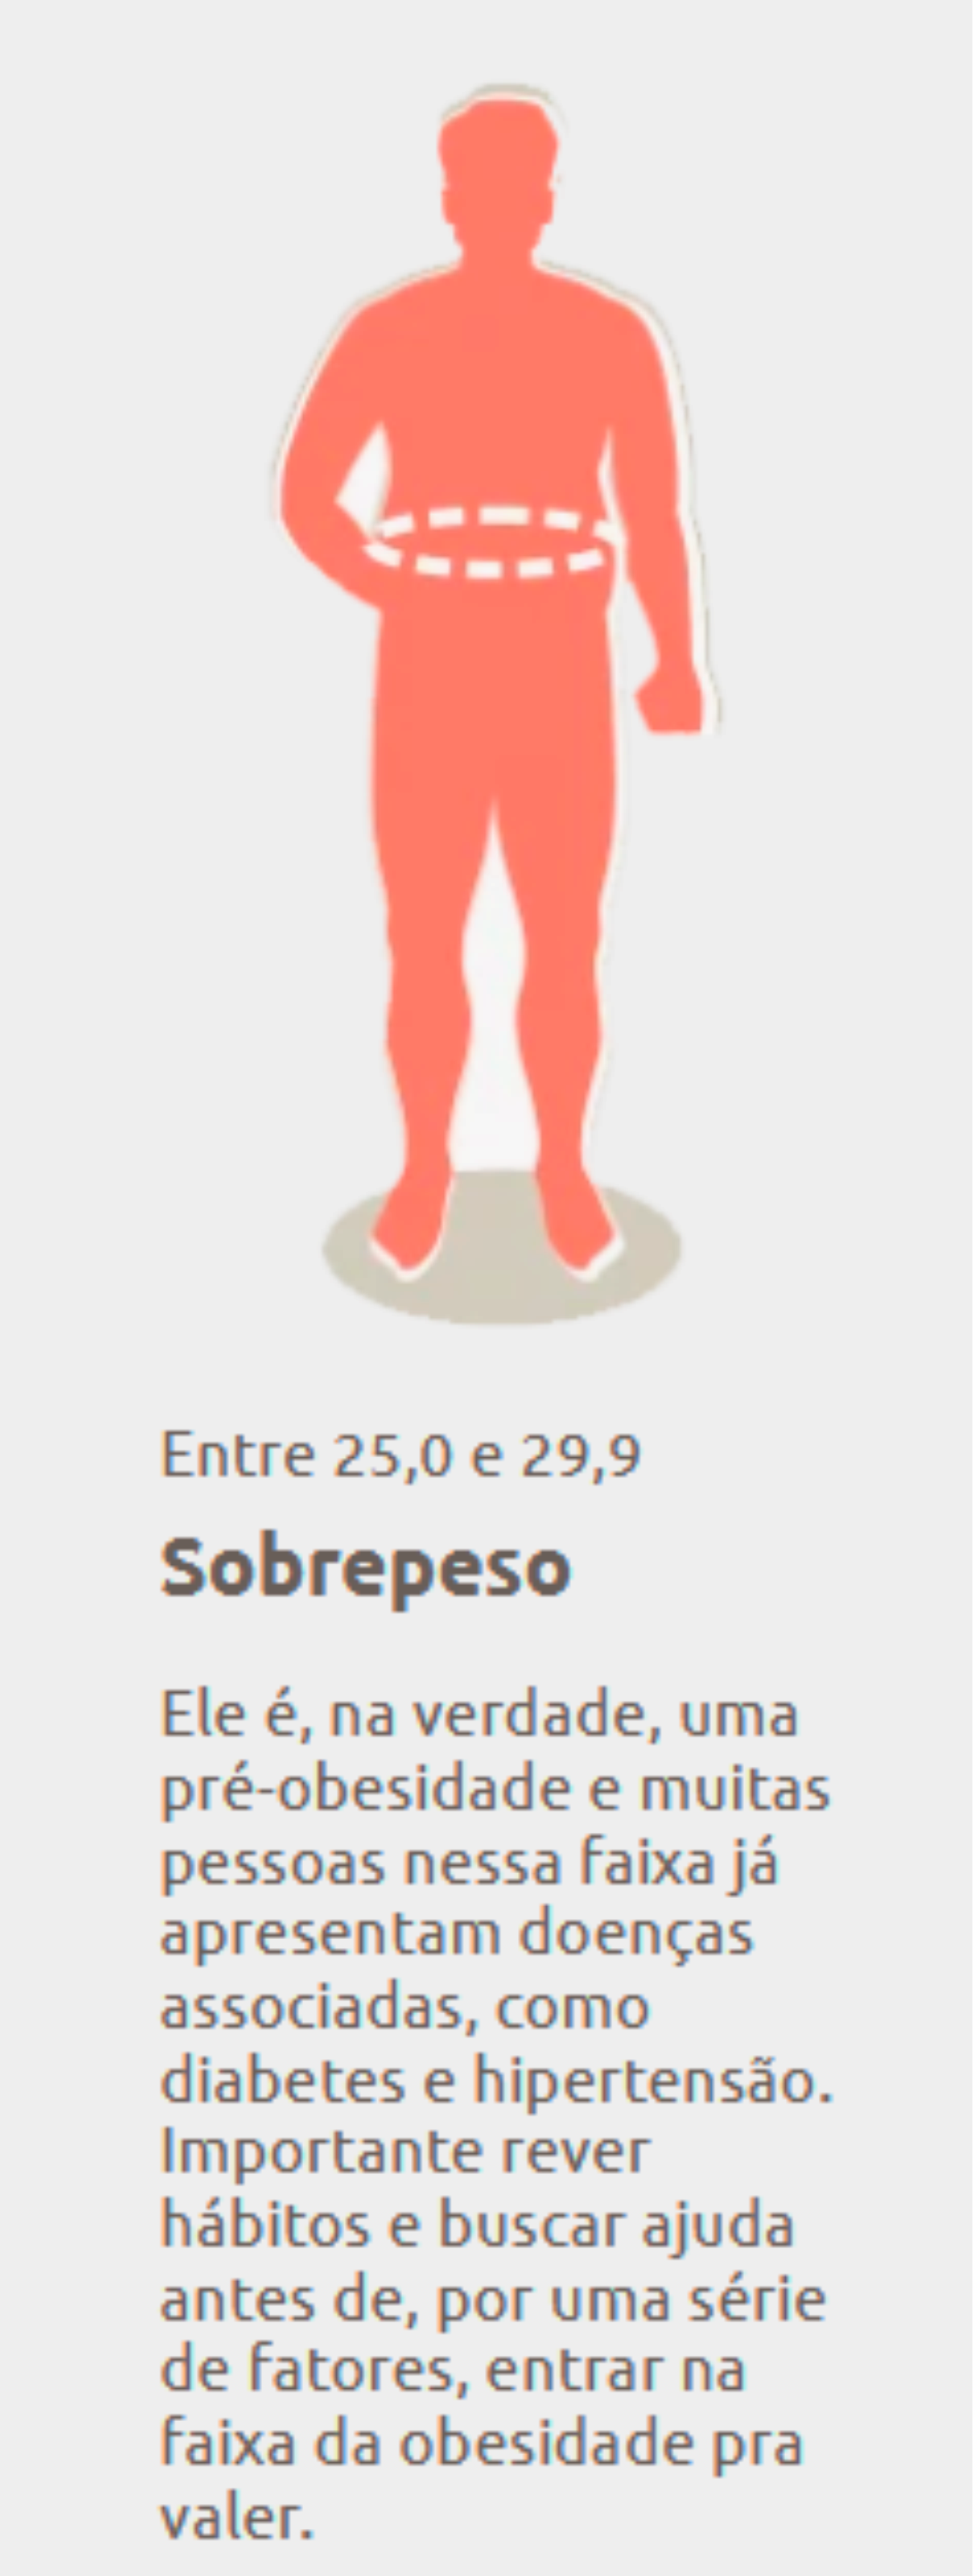 Entre 25,0 e 29,9
Sobrepeso
Ele é, na verdade, uma
pré-obesidade e muitas
pessoas nessa faixa já
apresentam doenças
associadas, como
diabetes e hipertensão.
Importante rever
hábitos e buscar ajuda
antes de, por uma série
de fatores, entrar na
faixa da obesidade pra
valer.